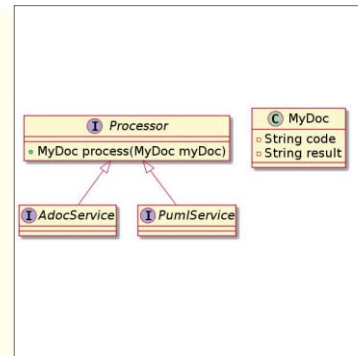 I Processor
MyDoc process(MyDoc myDoc)
C MyDoc
String code
String result
I AdocService
I PumlService